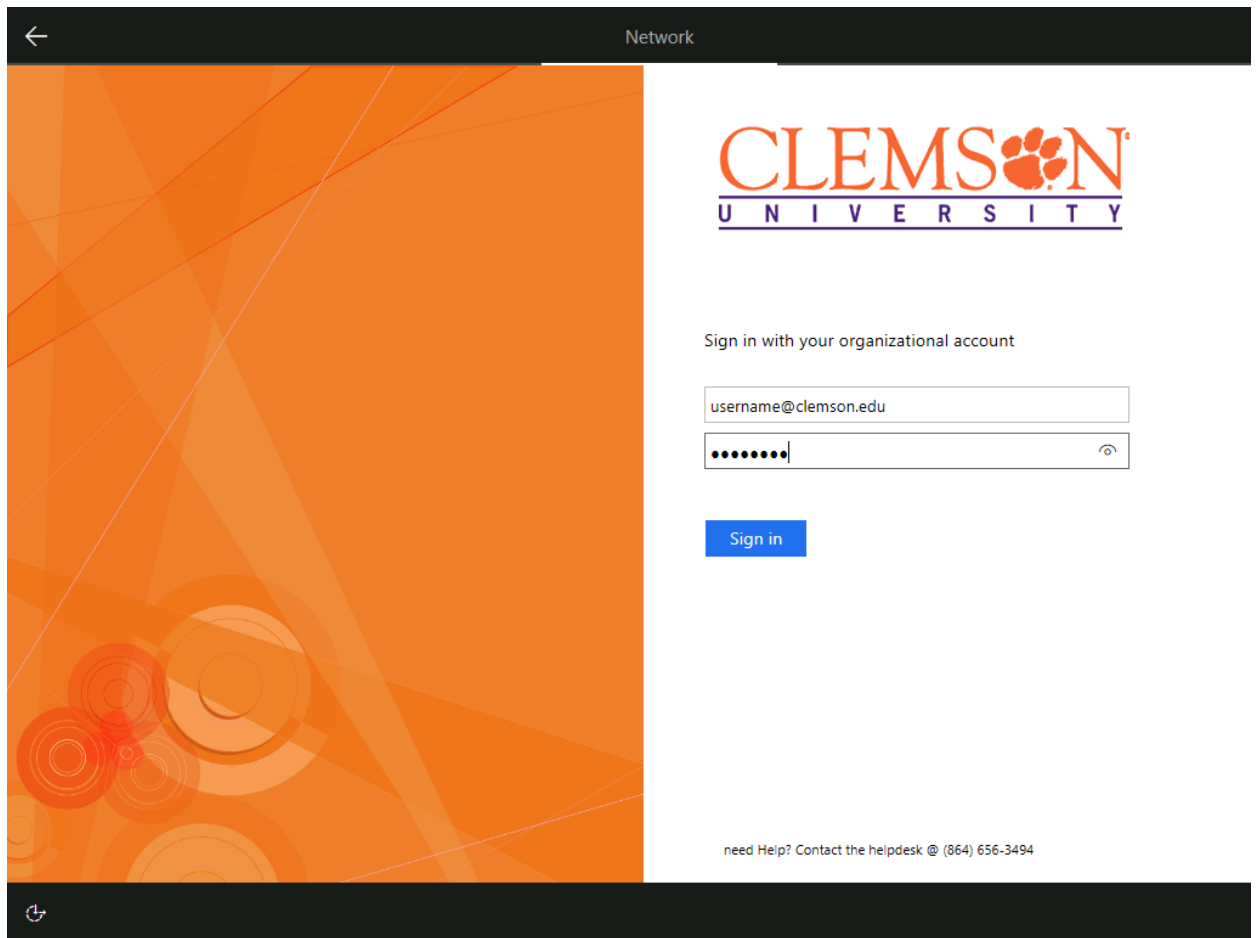 Network
CLEMSON
UNIVERSITY
Sign in with your organizational account
username@clemson.edu
••••••••
Sign in
need Help? Contact the helpdesk @ (864) 656-3494